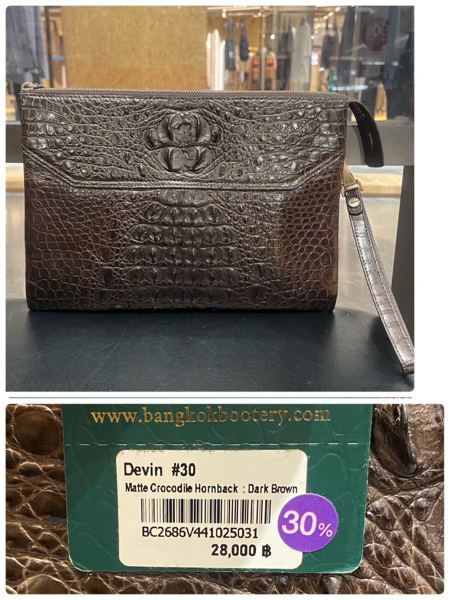 www.bangkokbootery.com
Devin #30
Matte Crocodile Hornback : Dark Brown
BC2686V441025031
30%
28,000 ฿